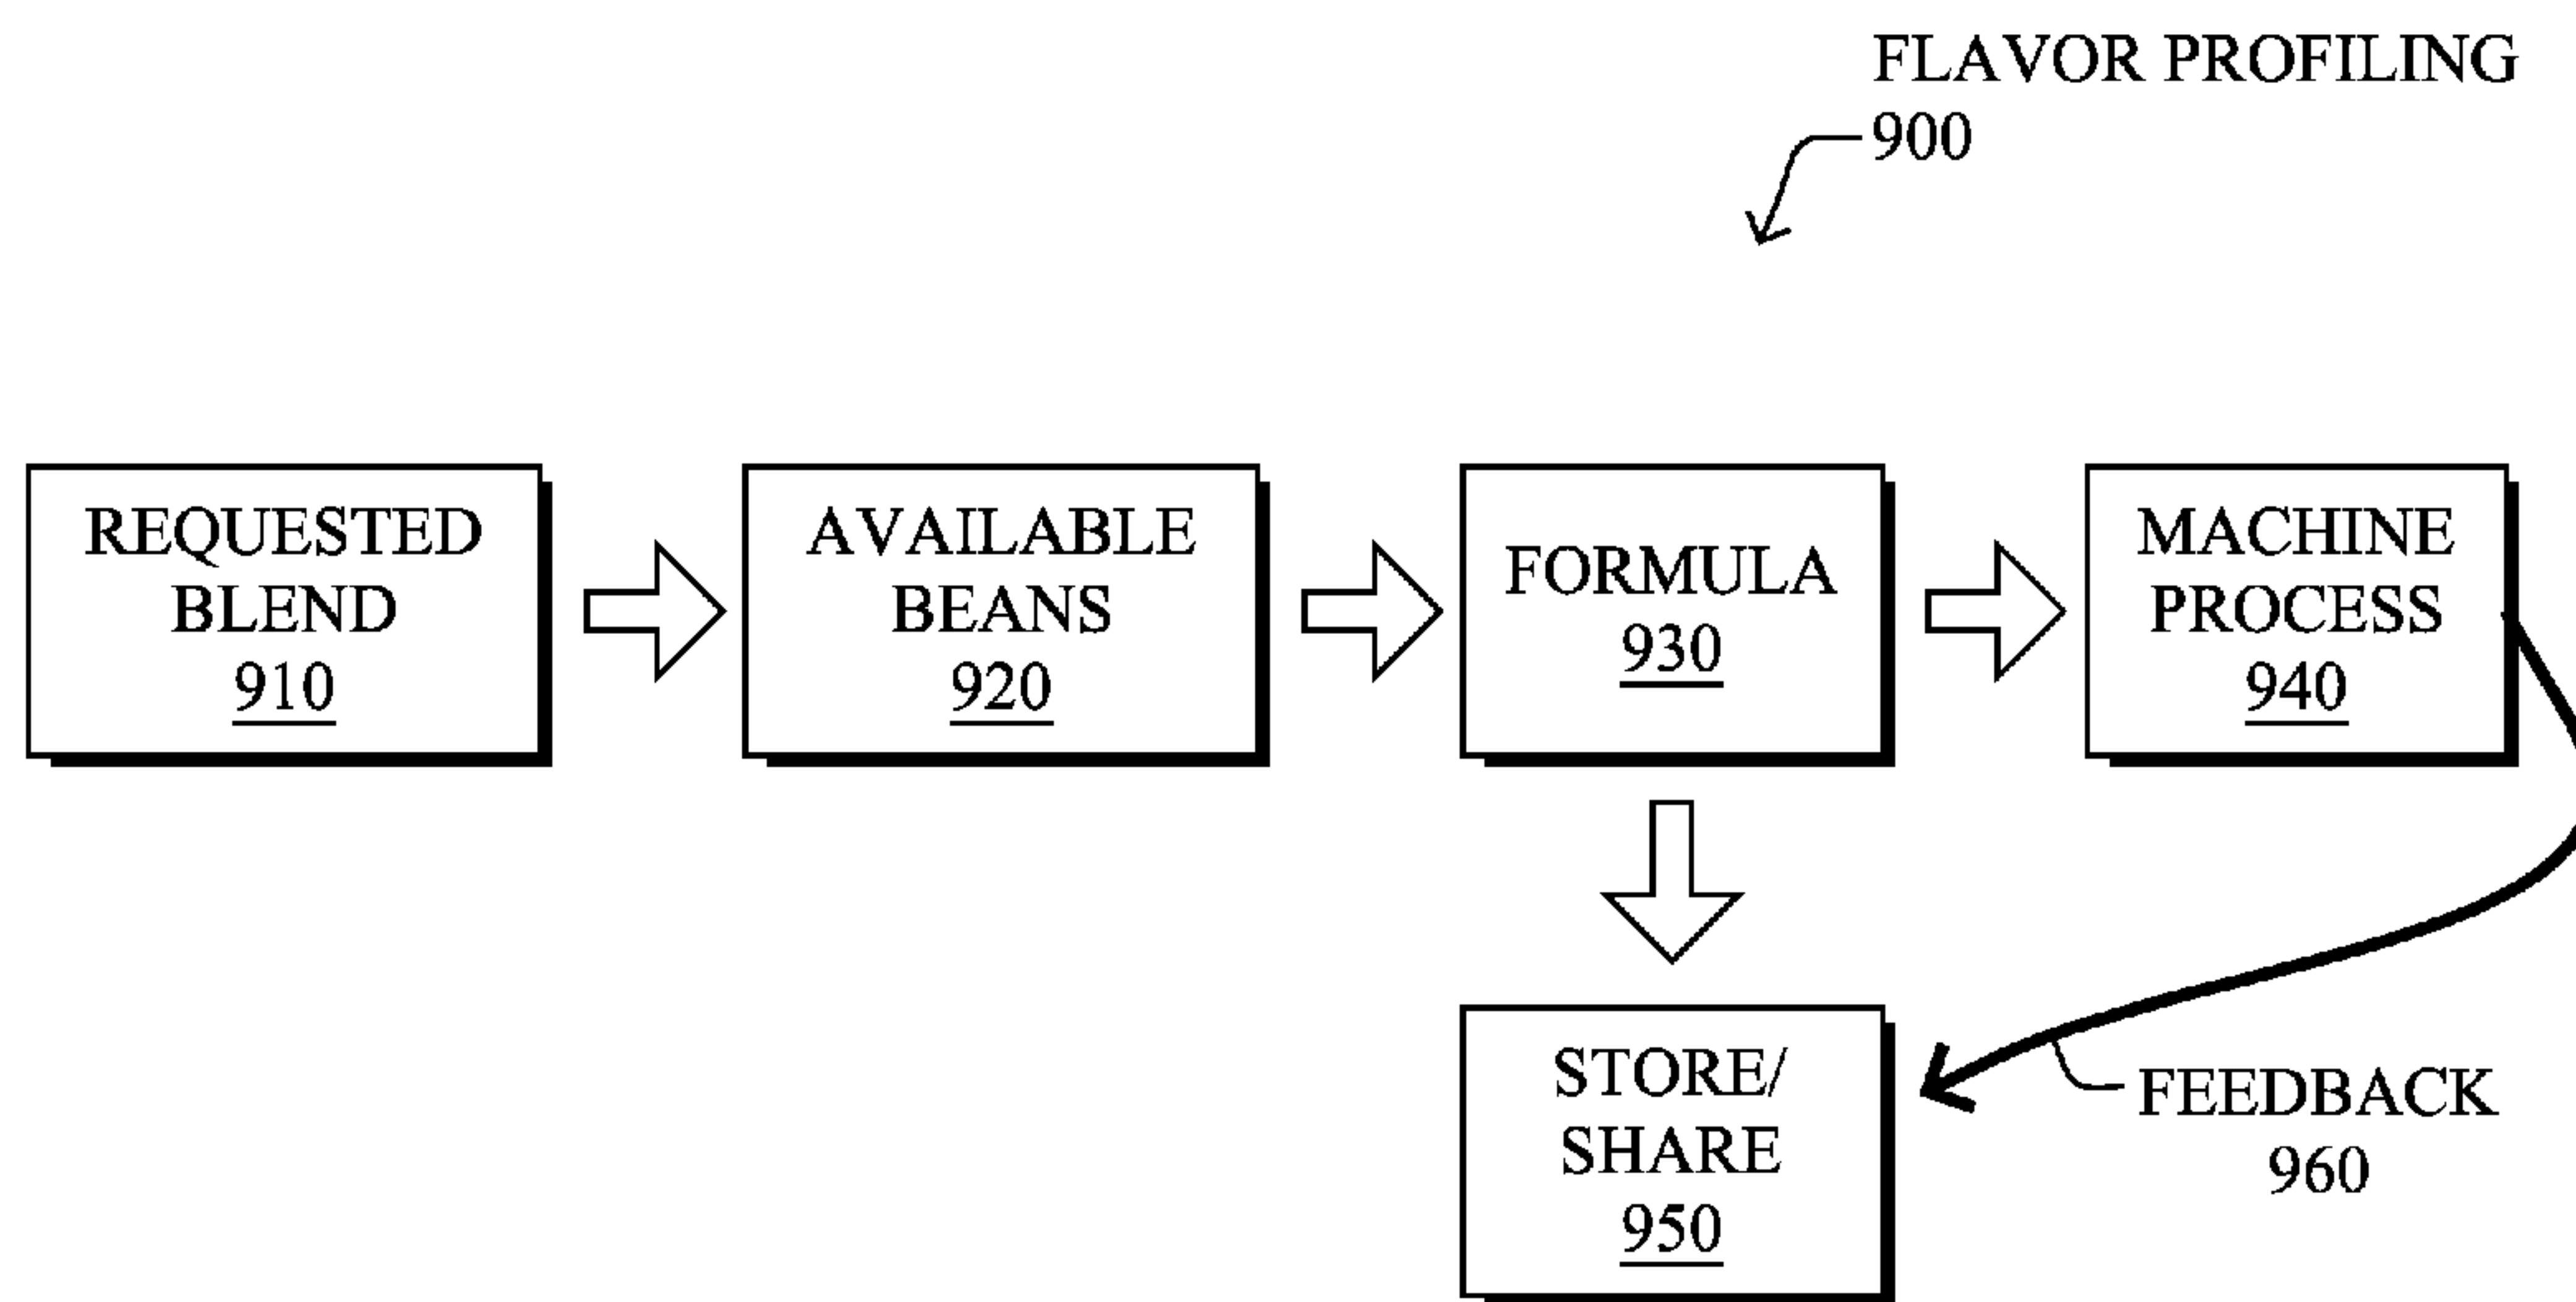 FLAVOR PROFILING
900
REQUESTED
BLEND
910
AVAILABLE
BEANS
920
FORMULA
930
MACHINE
PROCESS
940
STORE/
SHARE
950
FEEDBACK
960